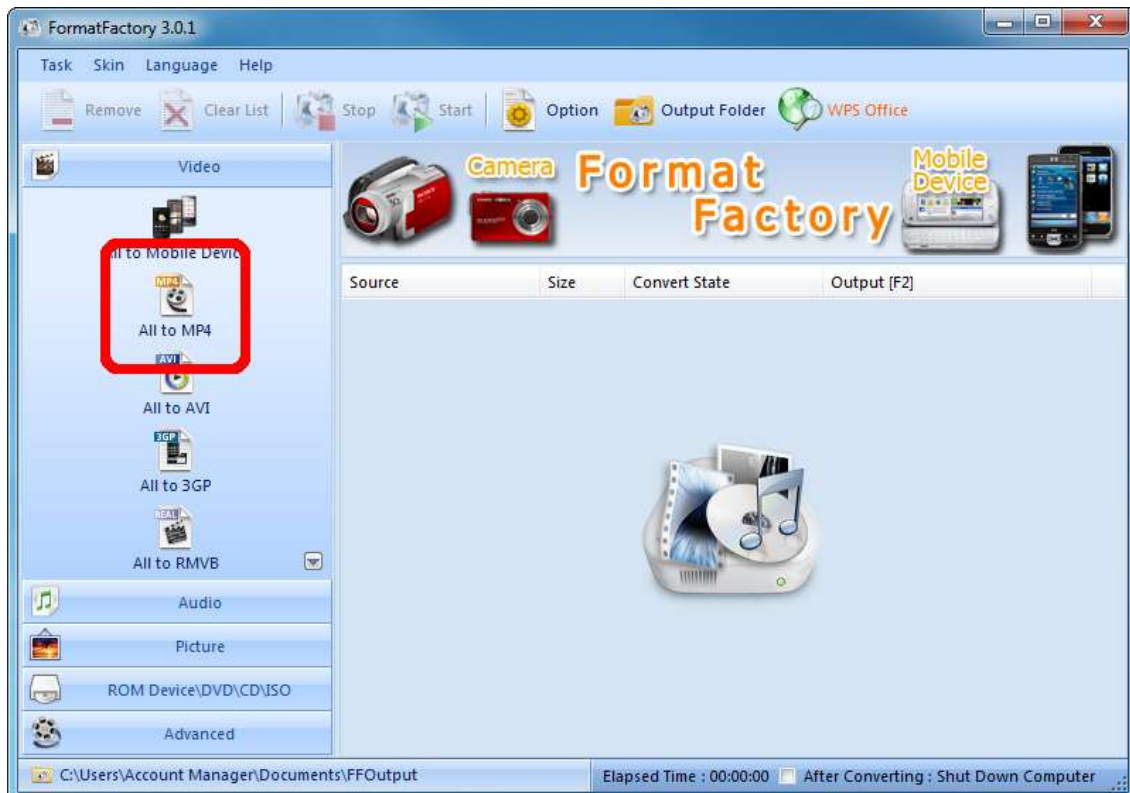 FormatFactory 3.0.1
Task Skin Language Help
Remove Clear List Stop Start Option Output Folder WPS Office
Video
Camera
Format
Factory
Mobile
Device
All to Mobile Devic
MP4
All to MP4
AVI
All to AVI
3GP
All to 3GP
REAL
All to RMVB
Audio
Picture
ROM Device\DVD\CD\ISO
Advanced
Source Size Convert State Output [F2]
C:\Users\Account Manager\Documents\FFOutput
Elapsed Time : 00:00:00 After Converting : Shut Down Computer